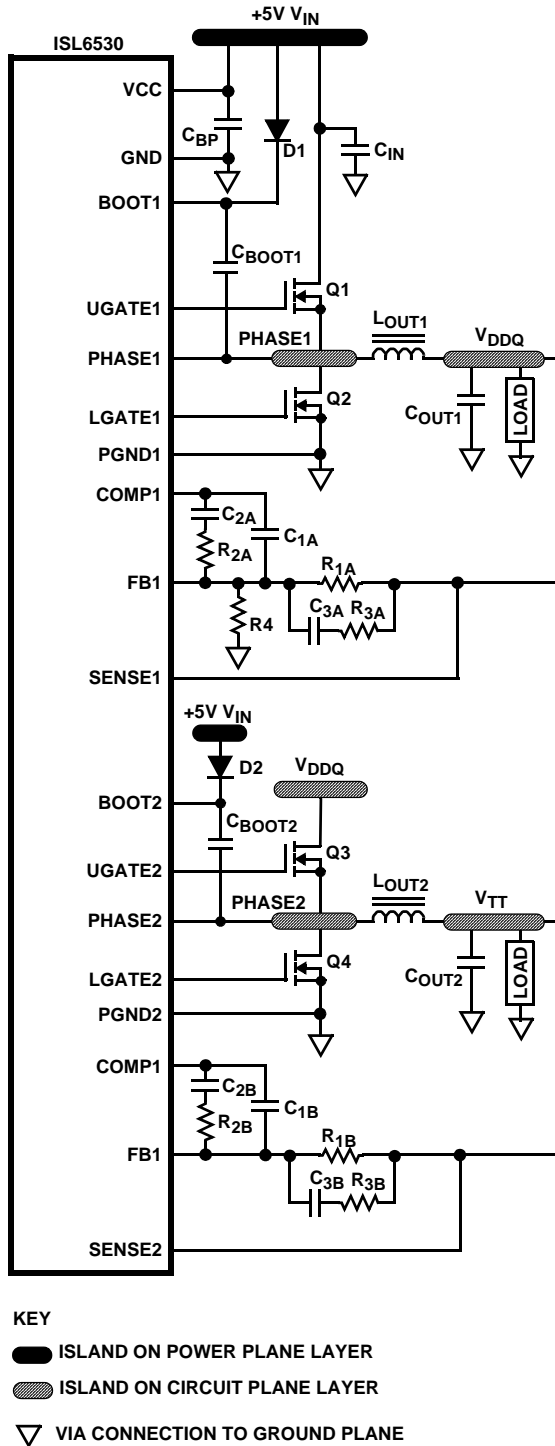 +5V VIN
ISL6530
VCC
CBP
D1
CIN
GND
BOOT1
CBOOT1
Q1
UGATE1
LOUT1
PHASE1
VDDQ
PHASE1
Q2
COUT1
LOAD
LGATE1
PGND1
COMP1
C2A
C1A
R2A
R1A
FB1
C3A
R3A
R4
SENSE1
+5V VIN
D2
VDDQ
BOOT2
CBOOT2
Q3
UGATE2
LOUT2
PHASE2
VTT
PHASE2
Q4
COUT2
LOAD
LGATE2
PGND2
COMP1
C2B
C1B
R2B
R1B
FB1
C3B
R3B
SENSE2
KEY
ISLAND ON POWER PLANE LAYER
ISLAND ON CIRCUIT PLANE LAYER
VIA CONNECTION TO GROUND PLANE